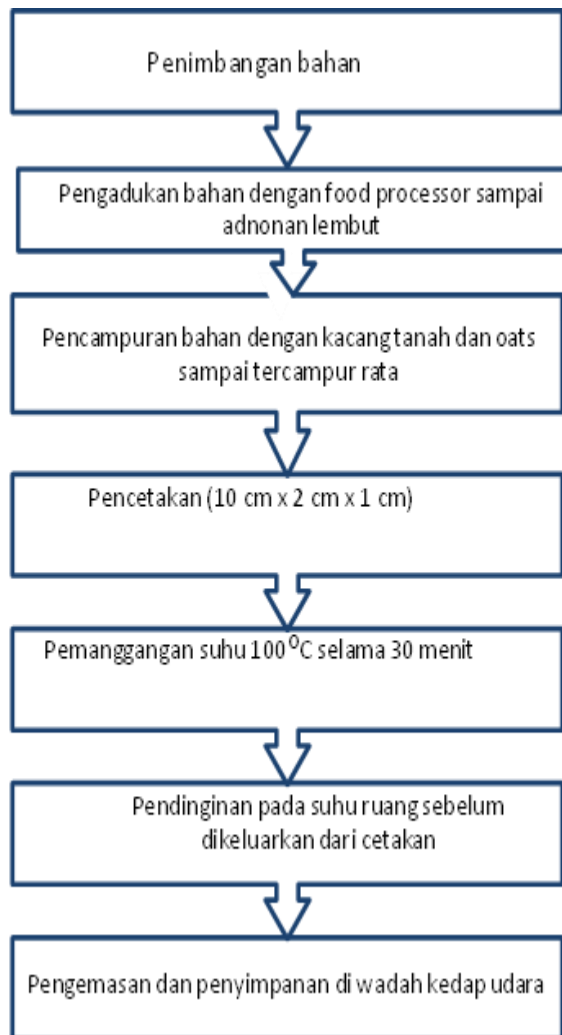 Penimbangan bahan
Pengadukan bahan dengan food processor sampai
adnonan lembut
Pencampuran bahan dengan kacang tanah dan oats
sampai tercampur rata
Pencetakan (10 cm x 2 cm x 1 cm)
Pemanggangan suhu 100 ⁰C selama 30 menit
Pendinginan pada suhu ruang sebelum
dikeluarkan dari cetakan
Pengemasan dan penyimpanan di wadah kedap udara